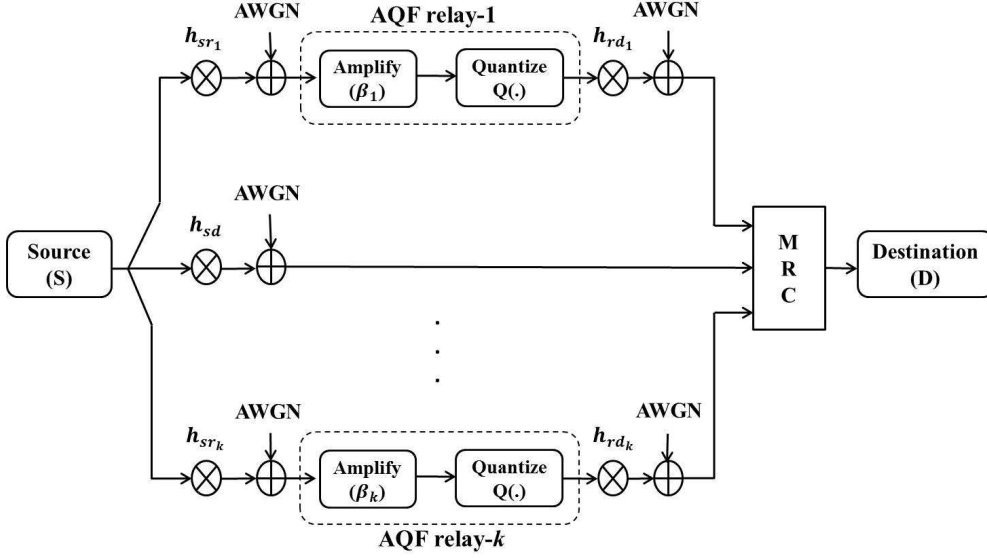 AWGN
AQF relay-1
AWGN
h_{sr_1}
h_{rd_1}
Amplify
(β_1)
Quantize
Q(.)
AWGN
h_{sd}
Source
(S)
M
R
C
Destination
(D)
AWGN
AWGN
h_{sr_k}
h_{rd_k}
Amplify
(β_k)
Quantize
Q(.)
AQF relay-k